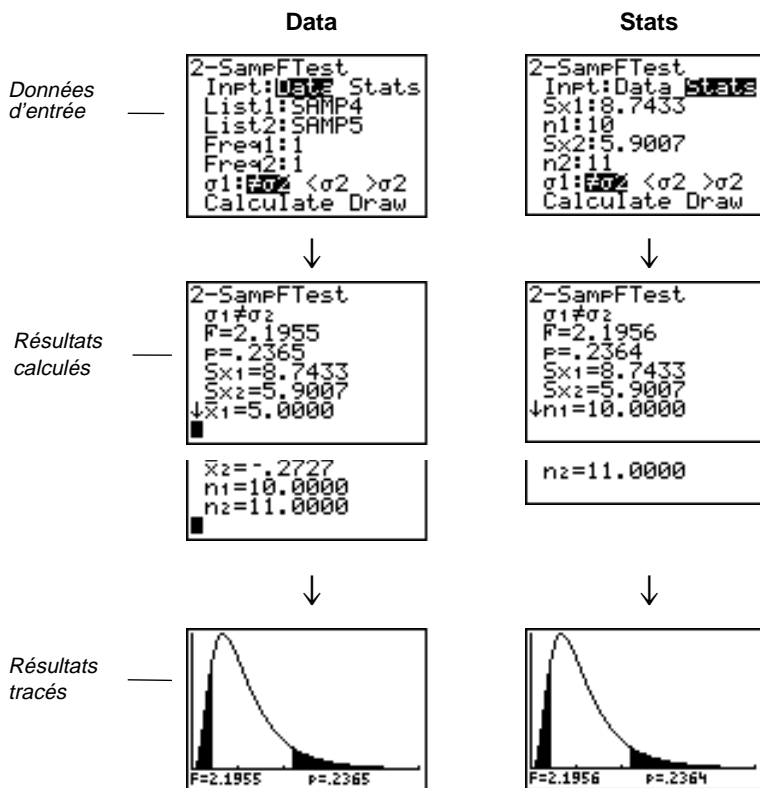 Data
Stats
Données
d'entrée
2-SampFTest
Inpt:Data Stats
List1:SAMP4
List2:SAMP5
Freq1:1
Freq2:1
σ1:≠σ2 <σ2 >σ2
Calculate Draw
2-SampFTest
Inpt:Data Stats
Sx1:8.7433
n1:10
Sx2:5.9007
n2:11
σ1:≠σ2 <σ2 >σ2
Calculate Draw
↓
↓
Résultats
calculés
2-SampFTest
σ1≠σ2
F=2.1955
p=.2365
Sx1=8.7433
Sx2=5.9007
↓x̄1=5.0000
x̄2=-.2727
n1=10.0000
n2=11.0000
2-SampFTest
σ1≠σ2
F=2.1956
p=.2364
Sx1=8.7433
Sx2=5.9007
↓n1=10.0000
n2=11.0000
↓
↓
Résultats
tracés
F=2.1955 p=.2365
F=2.1956 p=.2364